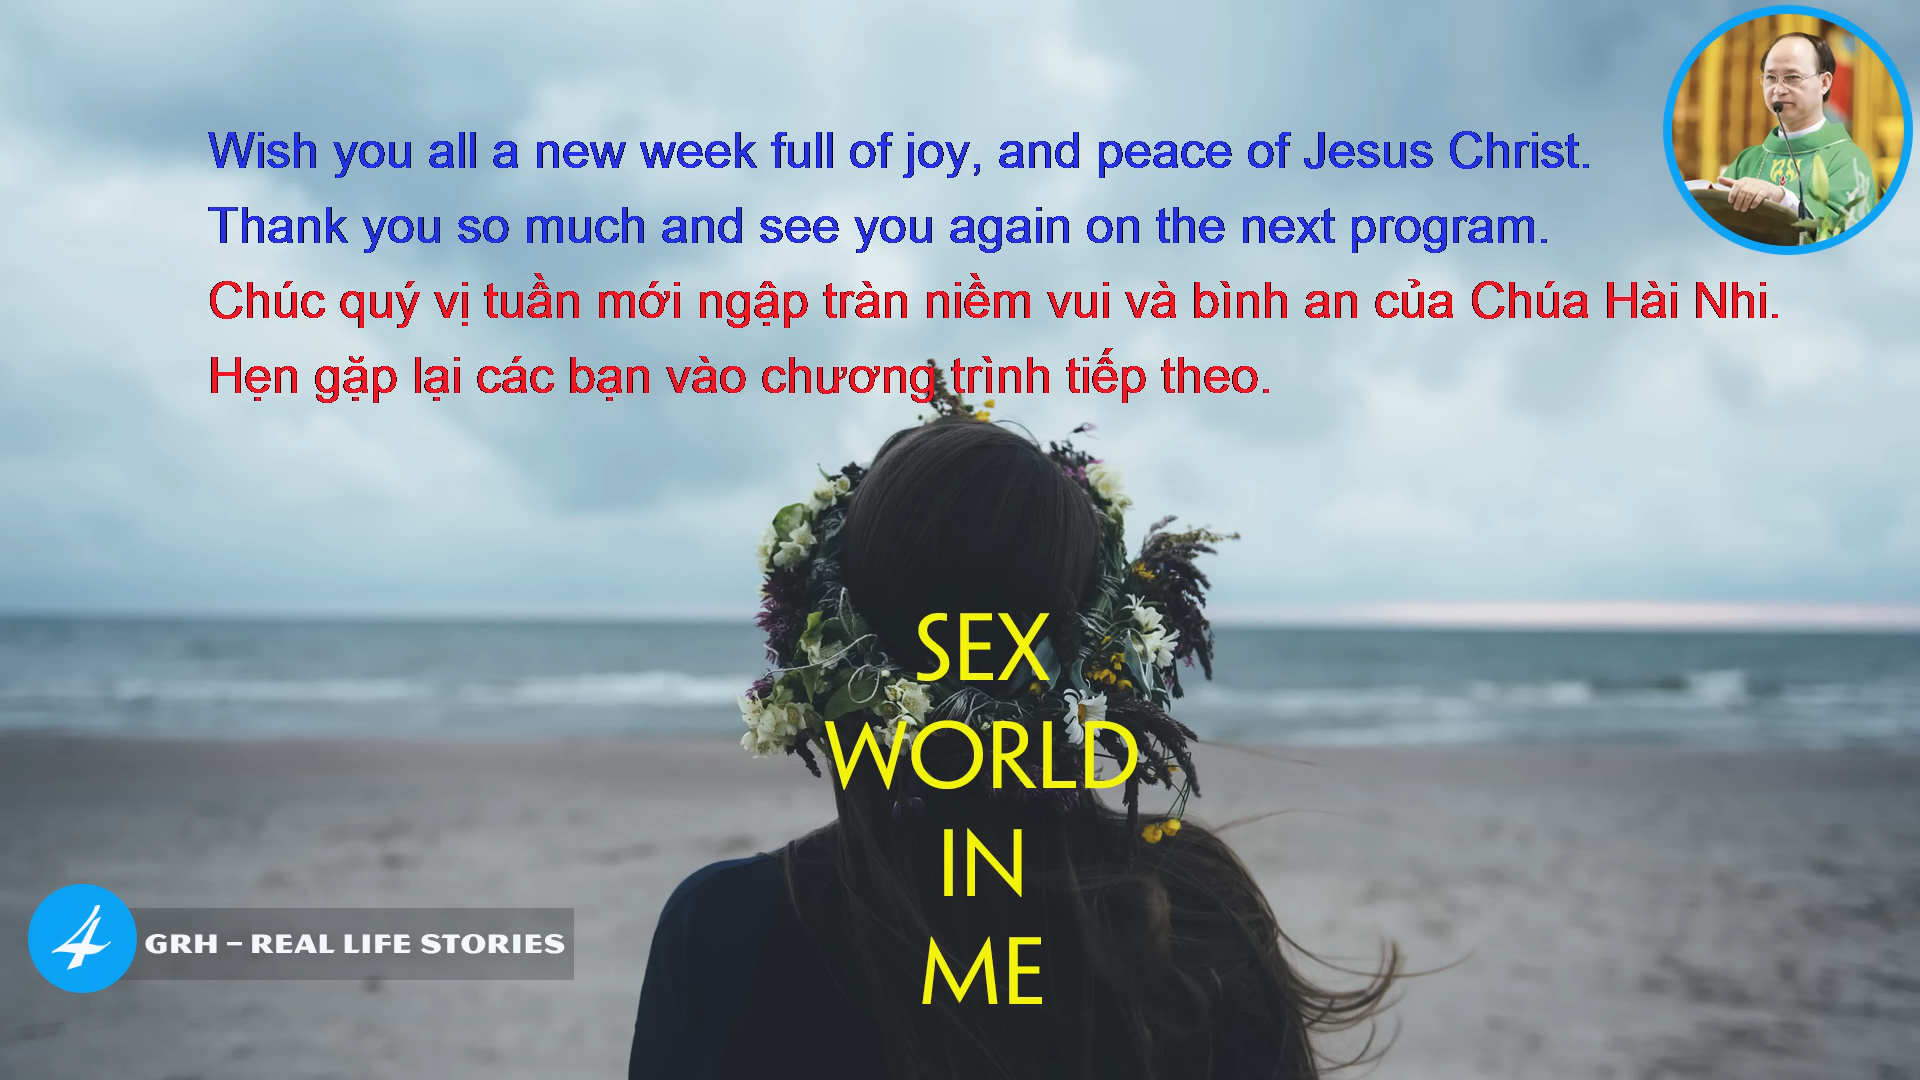 Wish you all a new week full of joy, and peace of Jesus Christ.
Thank you so much and see you again on the next program.
Chúc quý vị tuần mới ngập tràn niềm vui và bình an của Chúa Hài Nhi.
Hẹn gặp lại các bạn vào chương trình tiếp theo.
SEX
WORLD
IN
ME
4
GRH – REAL LIFE STORIES